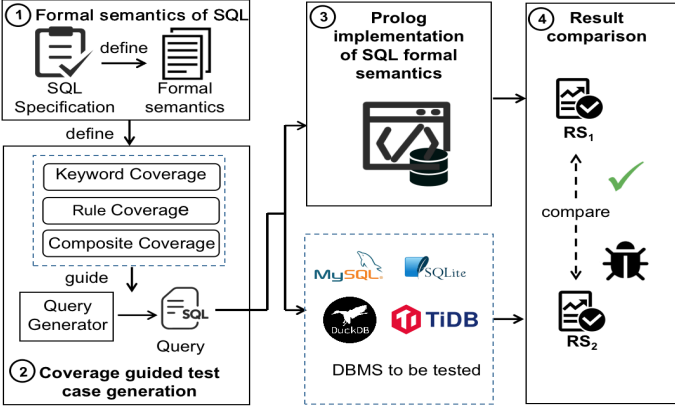 1 Formal semantics of SQL
define
SQL
Specification
Formal
semantics
define
Keyword Coverage
Rule Coverage
Composite Coverage
guide
Query
Generator
SQL
Query
2 Coverage guided test
case generation
3 Prolog
implementation
of SQL formal
semantics
MySQL
SQLite
DuckDB
TiDB
DBMS to be tested
4 Result
comparison
RS1
compare
RS2